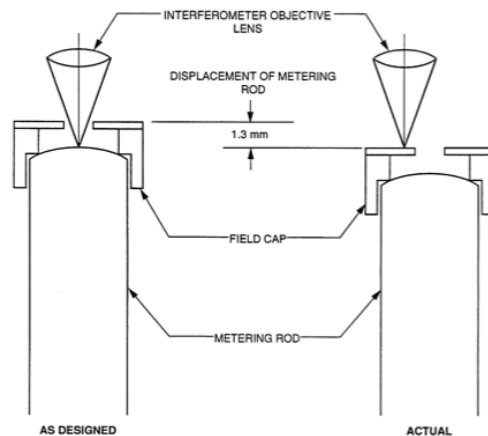 INTERFEROMETER OBJECTIVE
LENS
DISPLACEMENT OF METERING
ROD
1.3 mm
FIELD CAP
METERING ROD
AS DESIGNED
ACTUAL